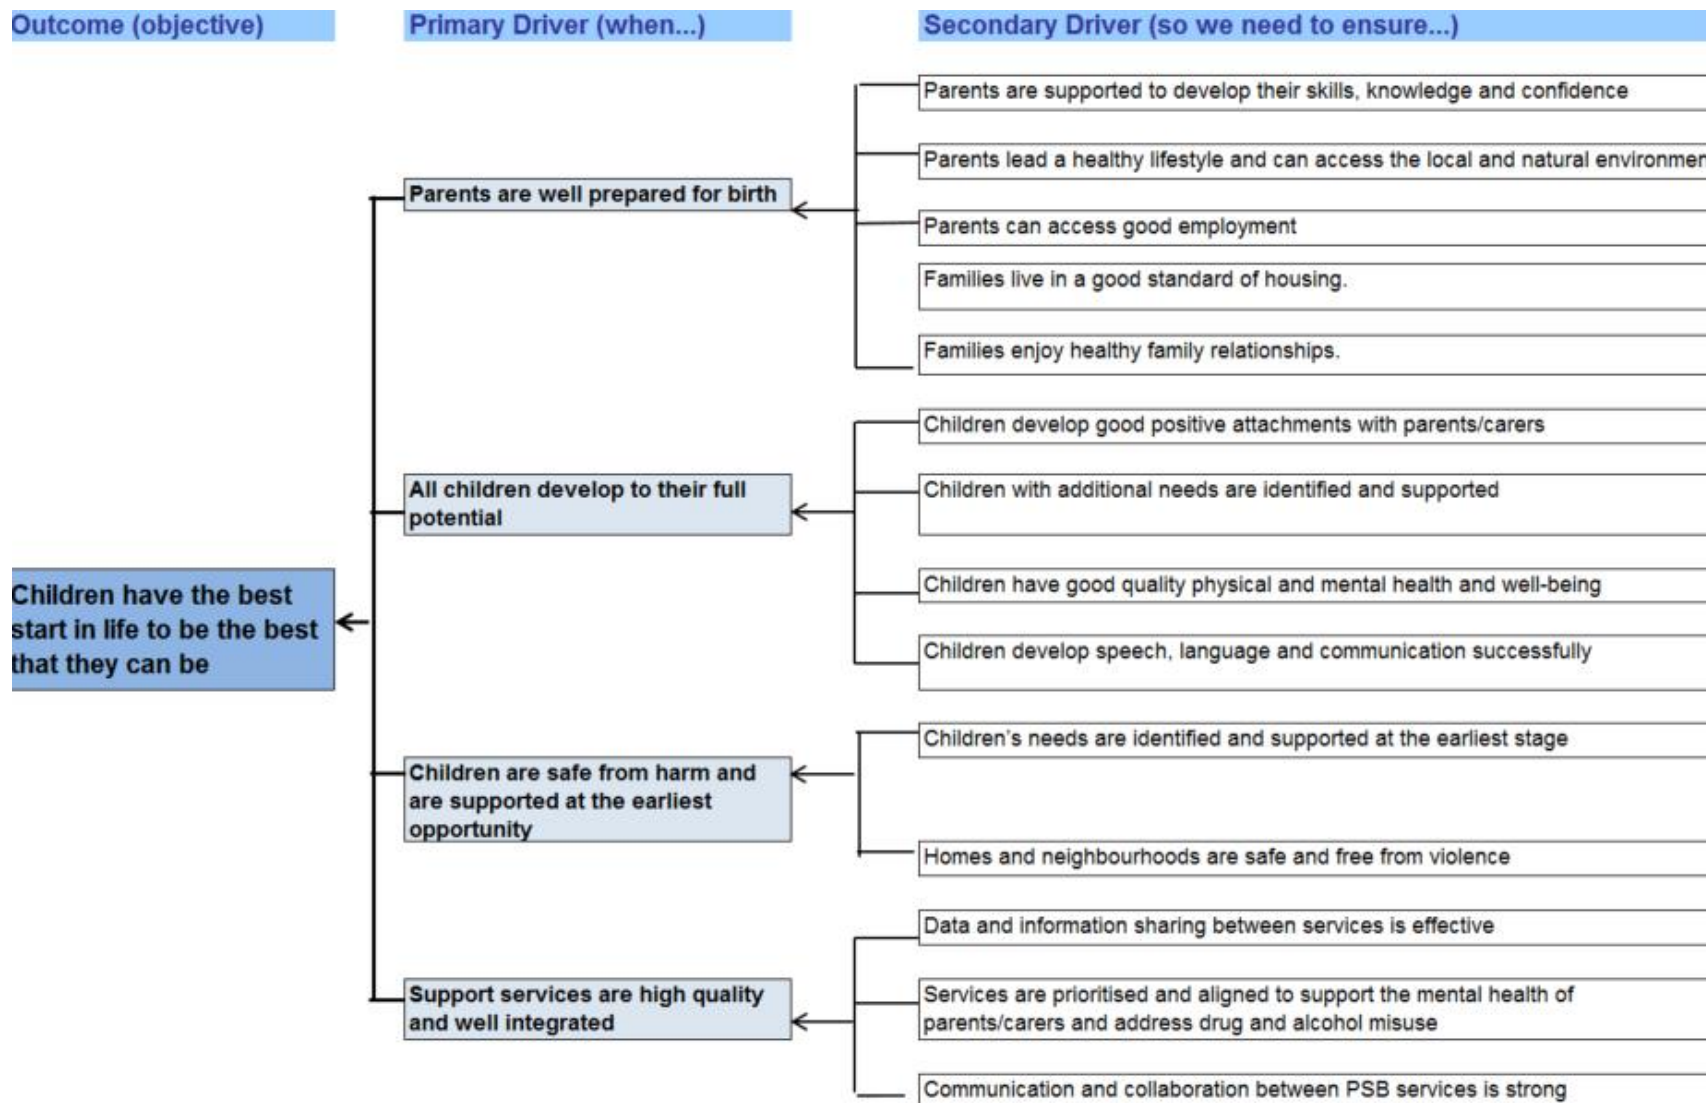 Outcome (objective)
Primary Driver (when...)
Secondary Driver (so we need to ensure...)
Parents are supported to develop their skills, knowledge and confidence
Parents lead a healthy lifestyle and can access the local and natural environmen
Parents are well prepared for birth
Parents can access good employment
Families live in a good standard of housing.
Families enjoy healthy family relationships.
Children develop good positive attachments with parents/carers
All children develop to their full
potential
Children with additional needs are identified and supported
Children have the best
start in life to be the best
that they can be
Children have good quality physical and mental health and well-being
Children develop speech, language and communication successfully
Children's needs are identified and supported at the earliest stage
Children are safe from harm and
are supported at the earliest
opportunity
Homes and neighbourhoods are safe and free from violence
Data and information sharing between services is effective
Support services are high quality
and well integrated
Services are prioritised and aligned to support the mental health of
parents/carers and address drug and alcohol misuse
Communication and collaboration between PSB services is strong